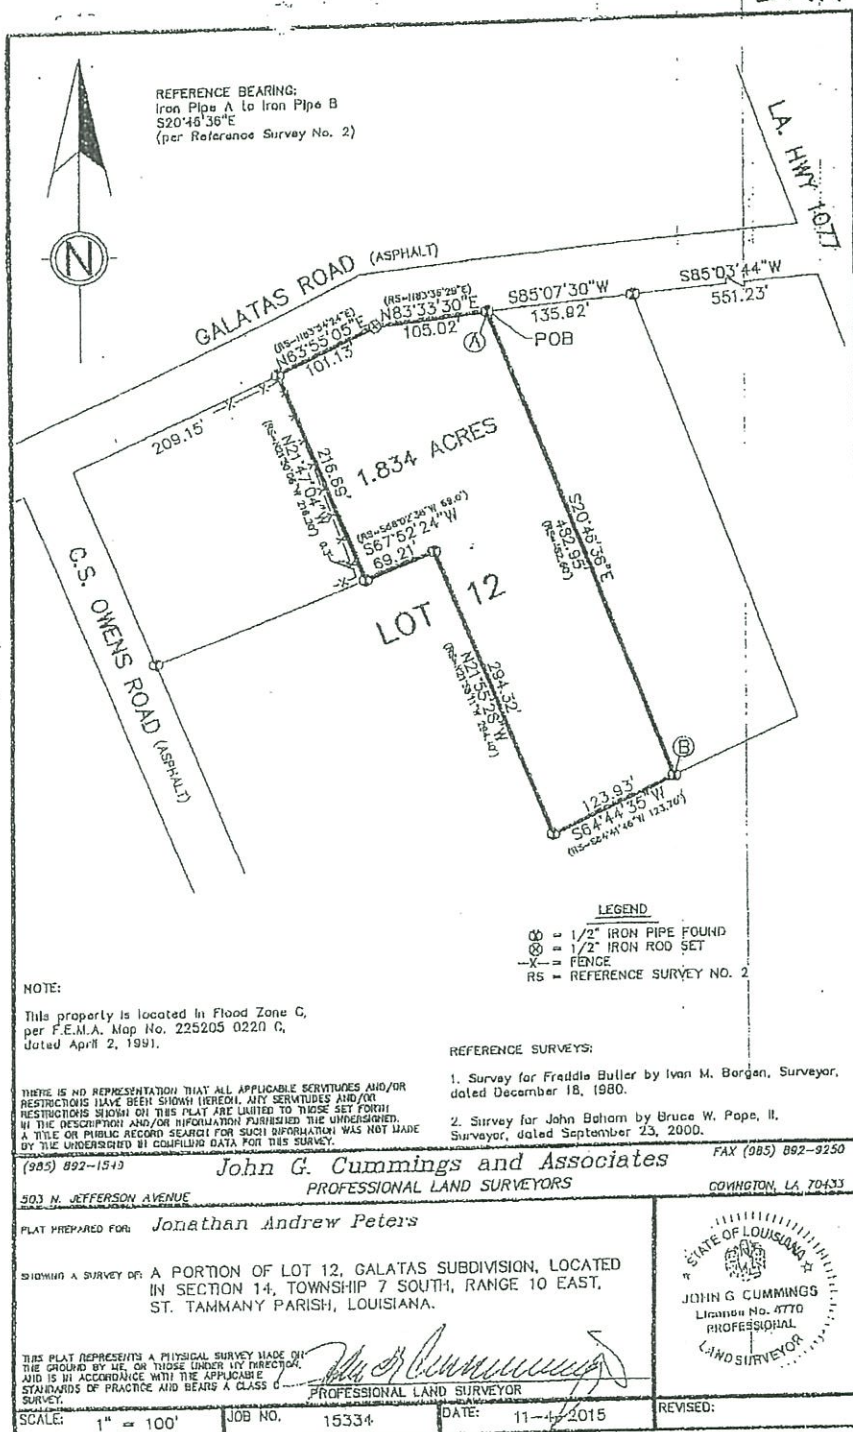 REFERENCE BEARING:
Iron Pipe A to Iron Pipe B
S20°46'36"E
(per Reference Survey No. 2)
N
LA. HWY 1077
GALATAS ROAD (ASPHALT)
S85°03'44"W
551.23'
S85°07'30"W
135.92'
N83°33'30"E
105.02'
A
POB
N63°55'05"E
101.13'
209.15'
N21°47'04"W
1.834 ACRES
S67°52'24"W
69.21'
S20°46'36"E
482.95'
LOT 12
C.S. OWENS ROAD (ASPHALT)
294.32'
N21°55'28"W
B
123.93'
S64°44'35"W
LEGEND
= 1/2" IRON PIPE FOUND
= 1/2" IRON ROD SET
-X- = FENCE
RS = REFERENCE SURVEY NO. 2
NOTE:
This property is located in Flood Zone C,
per F.E.M.A. Map No. 225205 0220 C,
dated April 2, 1991.
REFERENCE SURVEYS:
1. Survey for Freddie Butler by Ivan M. Borgen, Surveyor,
dated December 18, 1980.
2. Survey for John Boham by Bruce W. Pope, II,
Surveyor, dated September 23, 2000.
THERE IS NO REPRESENTATION THAT ALL APPLICABLE SERVITUDES AND/OR
RESTRICTIONS HAVE BEEN SHOWN HEREON. ANY SERVITUDES AND/OR
RESTRICTIONS SHOWN ON THIS PLAT ARE LIMITED TO THOSE SET FORTH
IN THE DESCRIPTION AND/OR INFORMATION FURNISHED THE UNDERSIGNED.
A TITLE OR PUBLIC RECORD SEARCH FOR SUCH INFORMATION WAS NOT MADE
BY THE UNDERSIGNED IN COMPILING DATA FOR THIS SURVEY.
(985) 892-1549
John G. Cummings and Associates
FAX (985) 892-9250
503 N. JEFFERSON AVENUE
PROFESSIONAL LAND SURVEYORS
COVINGTON, LA 70433
PLAT PREPARED FOR: Jonathan Andrew Peters
SHOWING A SURVEY OF: A PORTION OF LOT 12, GALATAS SUBDIVISION, LOCATED
IN SECTION 14, TOWNSHIP 7 SOUTH, RANGE 10 EAST,
ST. TAMMANY PARISH, LOUISIANA.
STATE OF LOUISIANA
JOHN G CUMMINGS
License No. 4770
PROFESSIONAL
LAND SURVEYOR
THIS PLAT REPRESENTS A PHYSICAL SURVEY MADE ON
THE GROUND BY ME, OR THOSE UNDER MY DIRECTION,
AND IS IN ACCORDANCE WITH THE APPLICABLE
STANDARDS OF PRACTICE AND BEARS A CLASS C
SURVEY.
PROFESSIONAL LAND SURVEYOR
SCALE: 1" = 100'
JOB NO. 15334
DATE: 11-4-2015
REVISED: